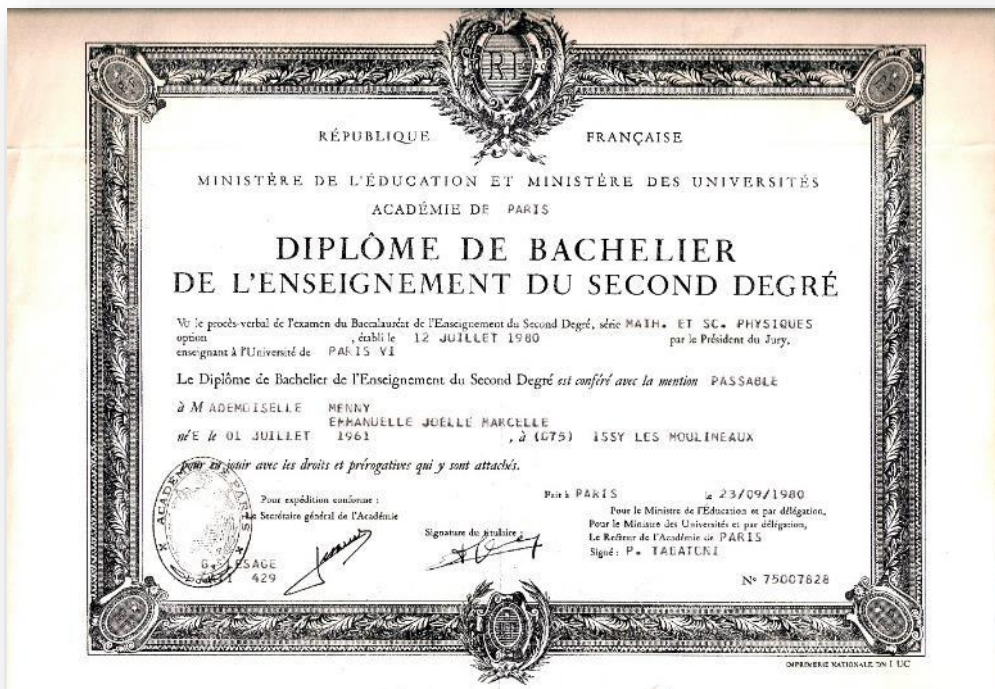 RF
RÉPUBLIQUE FRANÇAISE
MINISTÈRE DE L'ÉDUCATION ET MINISTÈRE DES UNIVERSITÉS
ACADÉMIE DE PARIS
DIPLÔME DE BACHELIER
DE L'ENSEIGNEMENT DU SECOND DEGRÉ
Vu le procès-verbal de l'examen du Baccalauréat de l'Enseignement du Second Degré, série MATH. ET SC. PHYSIQUES
option , établi le 12 JUILLET 1980 par le Président du Jury,
enseignant à l'Université de PARIS VI
Le Diplôme de Bachelier de l'Enseignement du Second Degré est conféré avec la mention PASSABLE
à MADEMOISELLE MENNY
EMMANUELLE JOELLE MARCELLE
néE le 01 JUILLET 1961 , à (075) ISSY LES MOULINEAUX
pour en jouir avec les droits et prérogatives qui y sont attachés.
Pour expédition conforme :
Le Secrétaire général de l'Académie
Signature du titulaire :
Fait à PARIS le 23/09/1980
Pour le Ministre de l'Éducation et par délégation,
Pour le Ministre des Universités et par délégation,
Le Recteur de l'Académie de PARIS
Signé : P. TABATONI
ACADÉMIE DE PARIS
G. LESAGE
429
N° 75007828
IMPRIMERIE NATIONALE